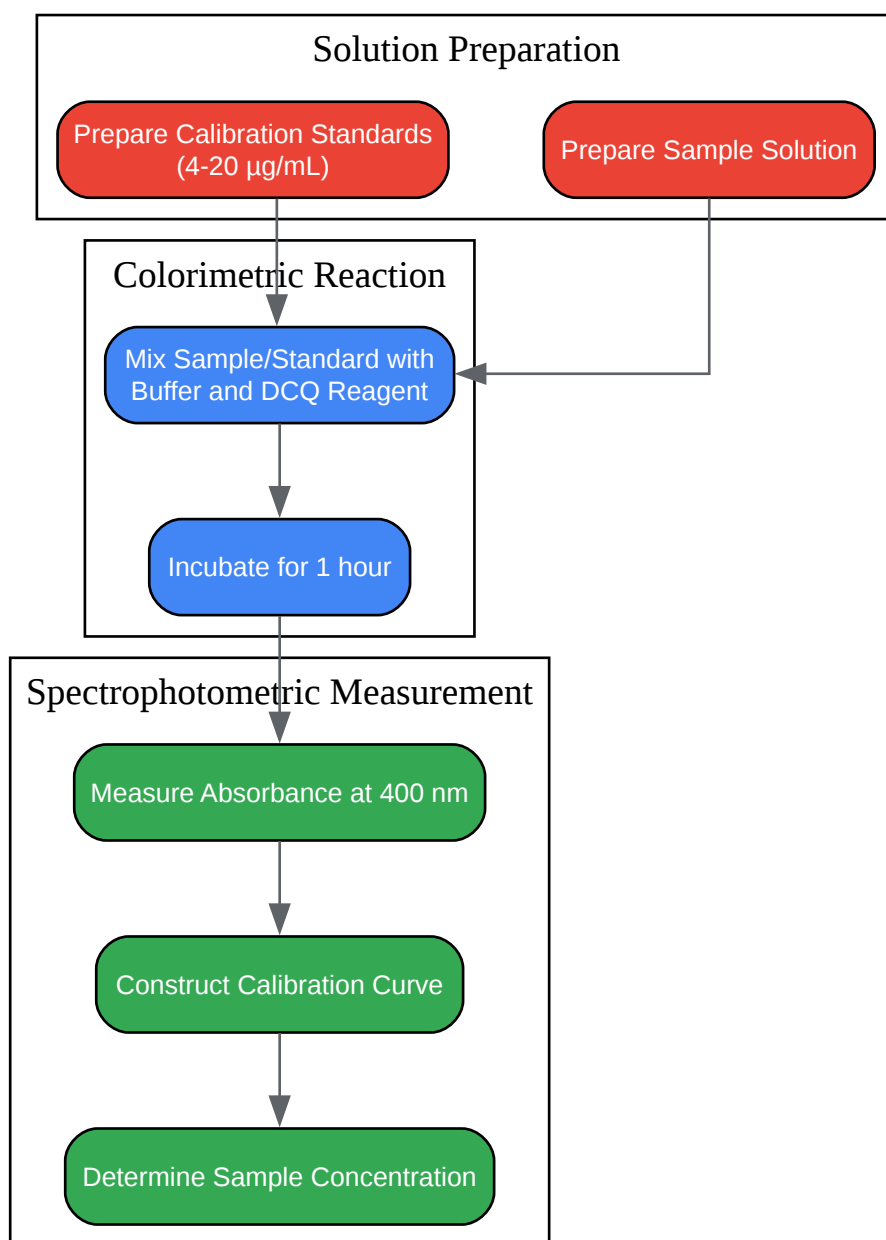 Solution Preparation
Prepare Calibration Standards
(4-20 µg/mL)
Prepare Sample Solution
Colorimetric Reaction
Mix Sample/Standard with
Buffer and DCQ Reagent
Incubate for 1 hour
Spectrophotometric Measurement
Measure Absorbance at 400 nm
Construct Calibration Curve
Determine Sample Concentration